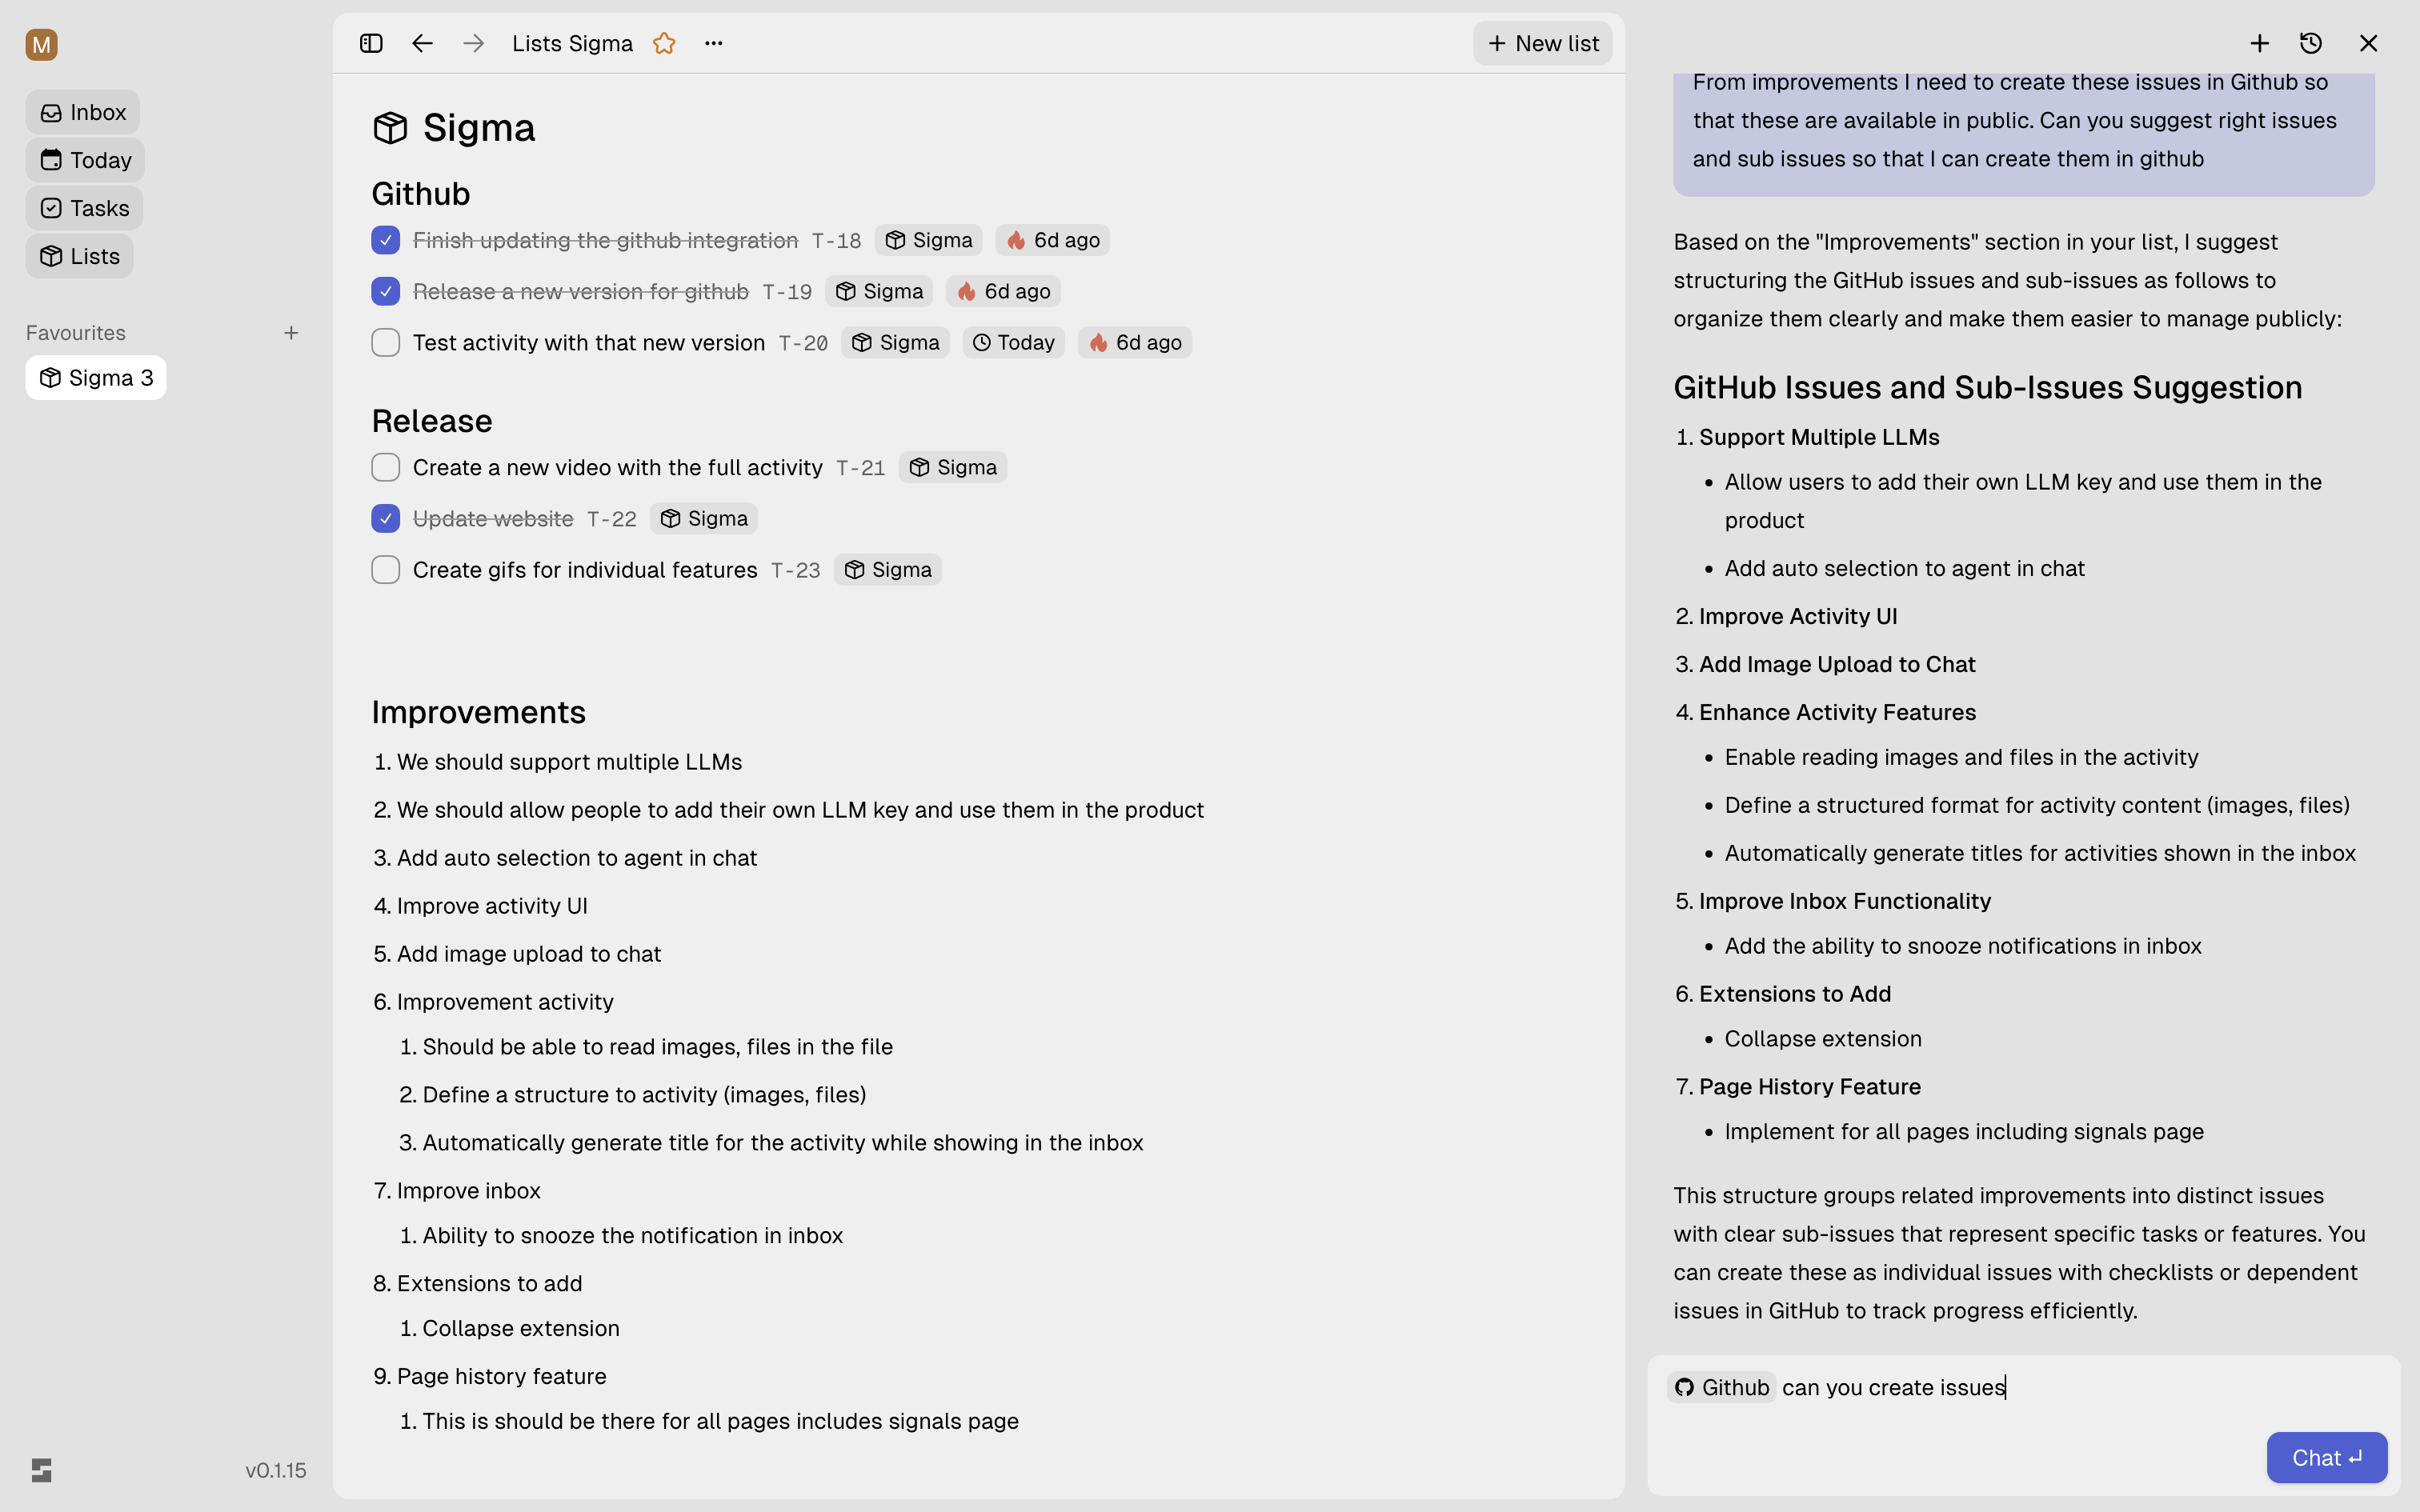 M
Inbox
Today
Tasks
Lists
Favourites
Sigma 3
v0.1.15
Lists Sigma
New list
Sigma
Github
Finish updating the github integration T-18 Sigma 6d ago
Release a new version for github T-19 Sigma 6d ago
Test activity with that new version T-20 Sigma Today 6d ago
Release
Create a new video with the full activity T-21 Sigma
Update website T-22 Sigma
Create gifs for individual features T-23 Sigma
Improvements
1. We should support multiple LLMs
2. We should allow people to add their own LLM key and use them in the product
3. Add auto selection to agent in chat
4. Improve activity UI
5. Add image upload to chat
6. Improvement activity
1. Should be able to read images, files in the file
2. Define a structure to activity (images, files)
3. Automatically generate title for the activity while showing in the inbox
7. Improve inbox
1. Ability to snooze the notification in inbox
8. Extensions to add
1. Collapse extension
9. Page history feature
1. This is should be there for all pages includes signals page
From improvements I need to create these issues in Github so
that these are available in public. Can you suggest right issues
and sub issues so that I can create them in github
Based on the "Improvements" section in your list, I suggest
structuring the GitHub issues and sub-issues as follows to
organize them clearly and make them easier to manage publicly:
GitHub Issues and Sub-Issues Suggestion
1. Support Multiple LLMs
• Allow users to add their own LLM key and use them in the
product
• Add auto selection to agent in chat
2. Improve Activity UI
3. Add Image Upload to Chat
4. Enhance Activity Features
• Enable reading images and files in the activity
• Define a structured format for activity content (images, files)
• Automatically generate titles for activities shown in the inbox
5. Improve Inbox Functionality
• Add the ability to snooze notifications in inbox
6. Extensions to Add
• Collapse extension
7. Page History Feature
• Implement for all pages including signals page
This structure groups related improvements into distinct issues
with clear sub-issues that represent specific tasks or features. You
can create these as individual issues with checklists or dependent
issues in GitHub to track progress efficiently.
Github can you create issues
Chat